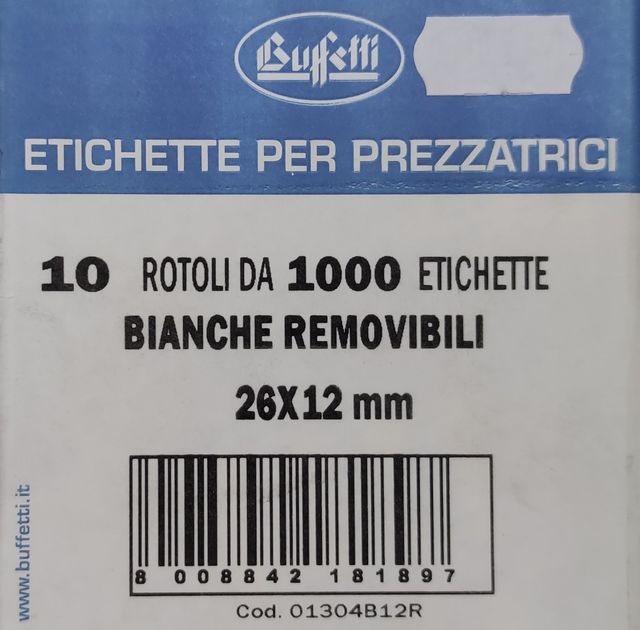 Buffetti
ETICHETTE PER PREZZATRICI
10 ROTOLI DA 1000 ETICHETTE
BIANCHE REMOVIBILI
26X12 mm
8 008842 181897
Cod. 01304B12R
www.buffetti.it